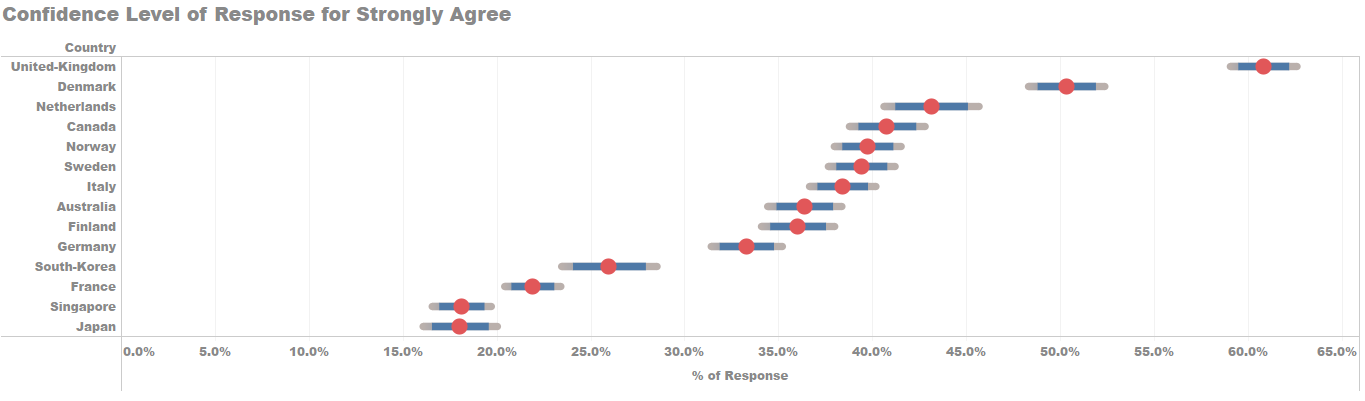 Confidence Level of Response for Strongly Agree
Country
United-Kingdom
Denmark
Netherlands
Canada
Norway
Sweden
Italy
Australia
Finland
Germany
South-Korea
France
Singapore
Japan
0.0% 5.0% 10.0% 15.0% 20.0% 25.0% 30.0% 35.0% 40.0% 45.0% 50.0% 55.0% 60.0% 65.0%
% of Response